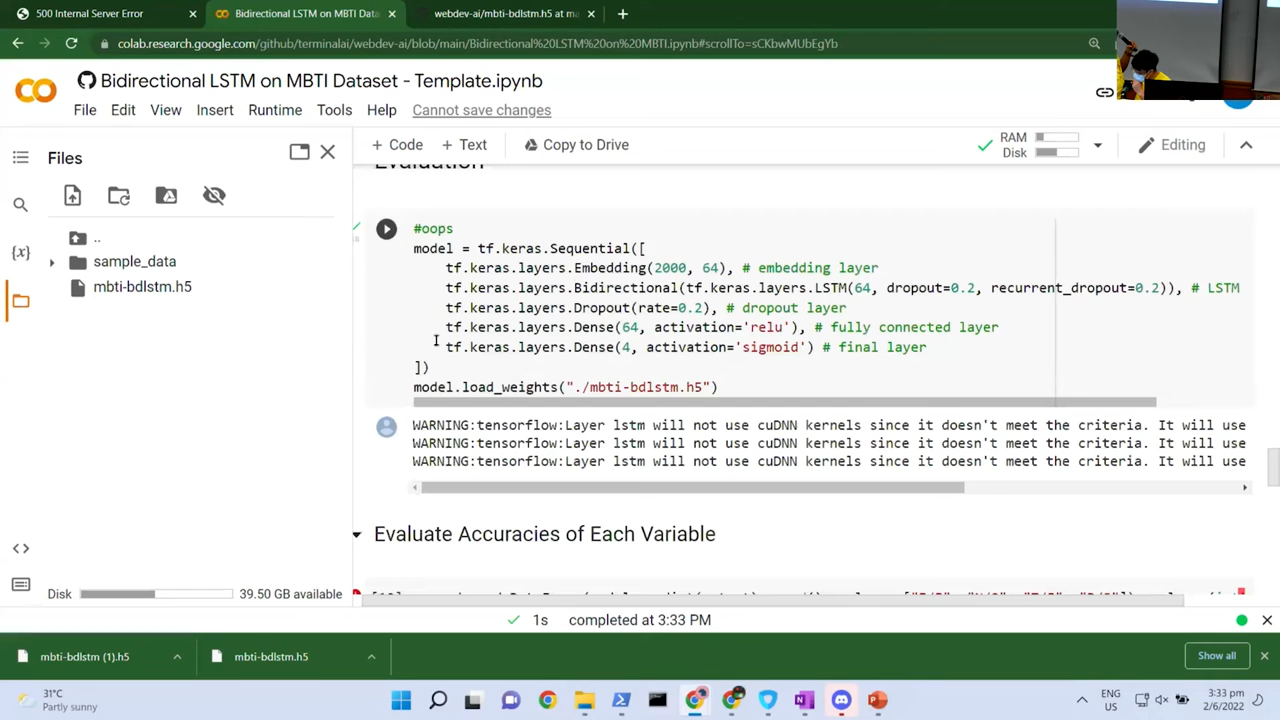 500 Internal Server Error
Bidirectional LSTM on MBTI Data
webdev-ai/mbti-bdlstm.h5 at ma
colab.research.google.com/github/terminalai/webdev-ai/blob/main/Bidirectional%20LSTM%20on%20MBTI.ipynb#scrollTo=sCKbwMUbEgYb
Bidirectional LSTM on MBTI Dataset - Template.ipynb
File Edit View Insert Runtime Tools Help Cannot save changes
Files
+ Code + Text Copy to Drive
RAM
Disk
Editing
Evaluation
..
sample_data
mbti-bdlstm.h5
#oops
model = tf.keras.Sequential([
tf.keras.layers.Embedding(2000, 64), # embedding layer
tf.keras.layers.Bidirectional(tf.keras.layers.LSTM(64, dropout=0.2, recurrent_dropout=0.2)), # LSTM
tf.keras.layers.Dropout(rate=0.2), # dropout layer
tf.keras.layers.Dense(64, activation='relu'), # fully connected layer
tf.keras.layers.Dense(4, activation='sigmoid') # final layer
])
model.load_weights("./mbti-bdlstm.h5")
WARNING:tensorflow:Layer lstm will not use cuDNN kernels since it doesn't meet the criteria. It will use
WARNING:tensorflow:Layer lstm will not use cuDNN kernels since it doesn't meet the criteria. It will use
WARNING:tensorflow:Layer lstm will not use cuDNN kernels since it doesn't meet the criteria. It will use
Evaluate Accuracies of Each Variable
Disk 39.50 GB available
1s completed at 3:33 PM
mbti-bdlstm (1).h5
mbti-bdlstm.h5
Show all
31°C
Partly sunny
ENG
US
3:33 pm
2/6/2022